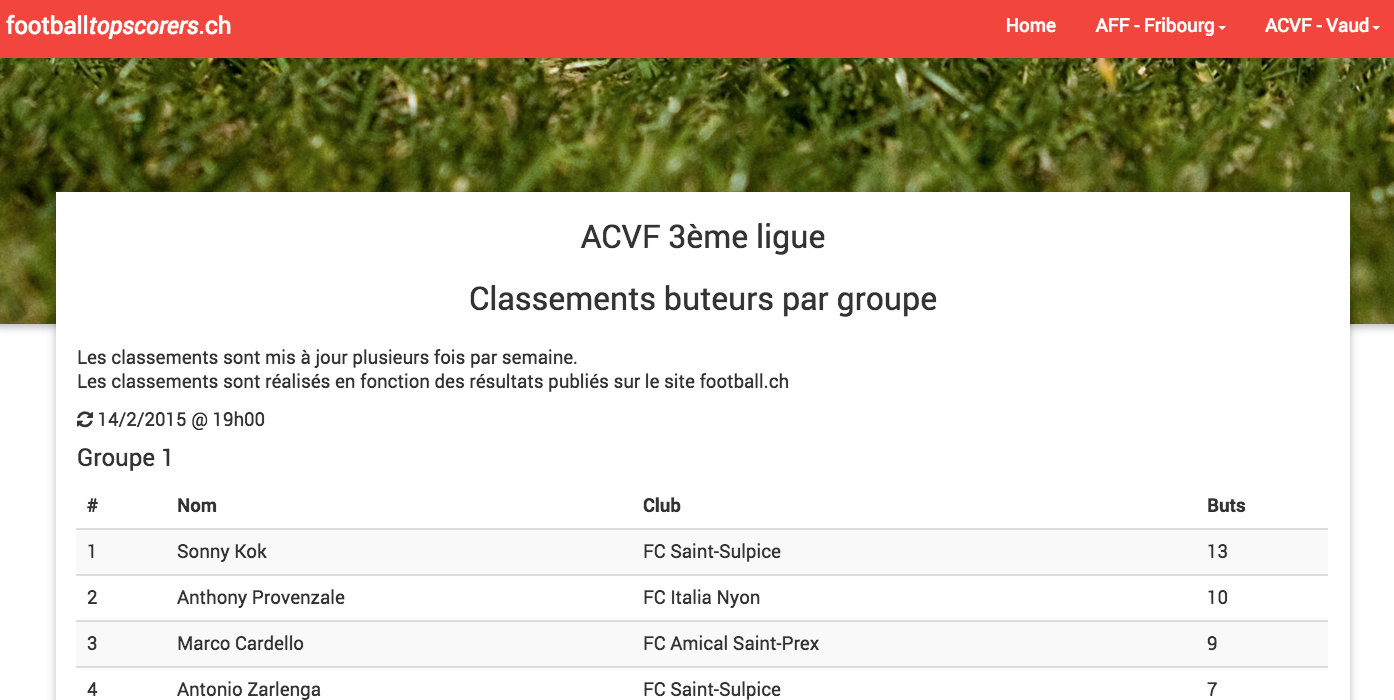 footballtopscorers.ch Home AFF - Fribourg ACVF - Vaud
ACVF 3ème ligue
Classements buteurs par groupe
Les classements sont mis à jour plusieurs fois par semaine.
Les classements sont réalisés en fonction des résultats publiés sur le site football.ch
14/2/2015 @ 19h00
Groupe 1
# Nom Club Buts
1 Sonny Kok FC Saint-Sulpice 13
2 Anthony Provenzale FC Italia Nyon 10
3 Marco Cardello FC Amical Saint-Prex 9
4 Antonio Zarlenga FC Saint-Sulpice 7